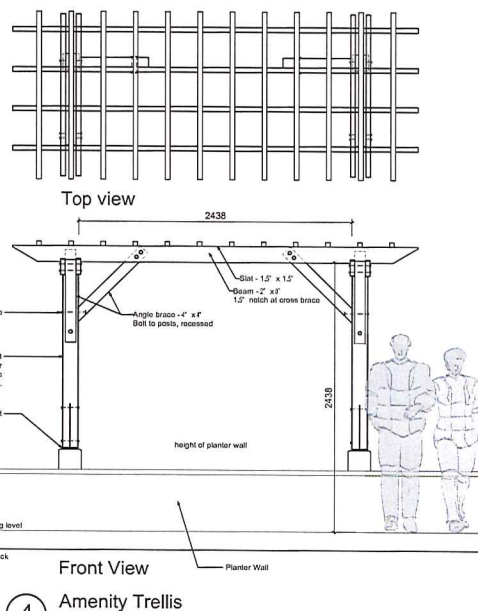 Top view
2438
Slat - 1.5" x 1.5"
Beam - 2" x 8"
1.5" notch at cross brace
Angle brace - 4" x 4"
Bolt to posts, recessed
2438
height of planter wall
g level
ck
Front View
Planter Wall
4
Amenity Trellis